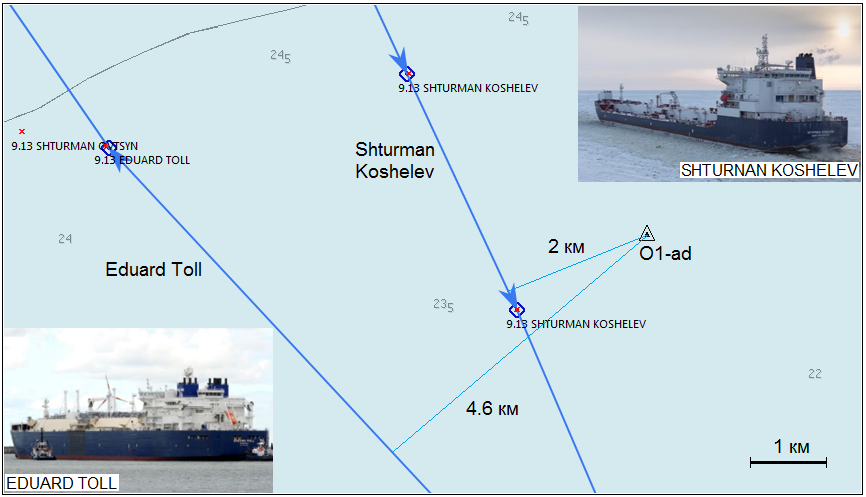 24₅
24₅
9.13 SHTURMAN KOSHELEV
9.13 SHTURMAN OVTSYN
9.13 EDUARD TOLL
Shturman
Koshelev
SHTURNAN KOSHELEV
24
Eduard Toll
2 км
O1-ad
23₅
9.13 SHTURMAN KOSHELEV
22
4.6 км
1 км
EDUARD TOLL